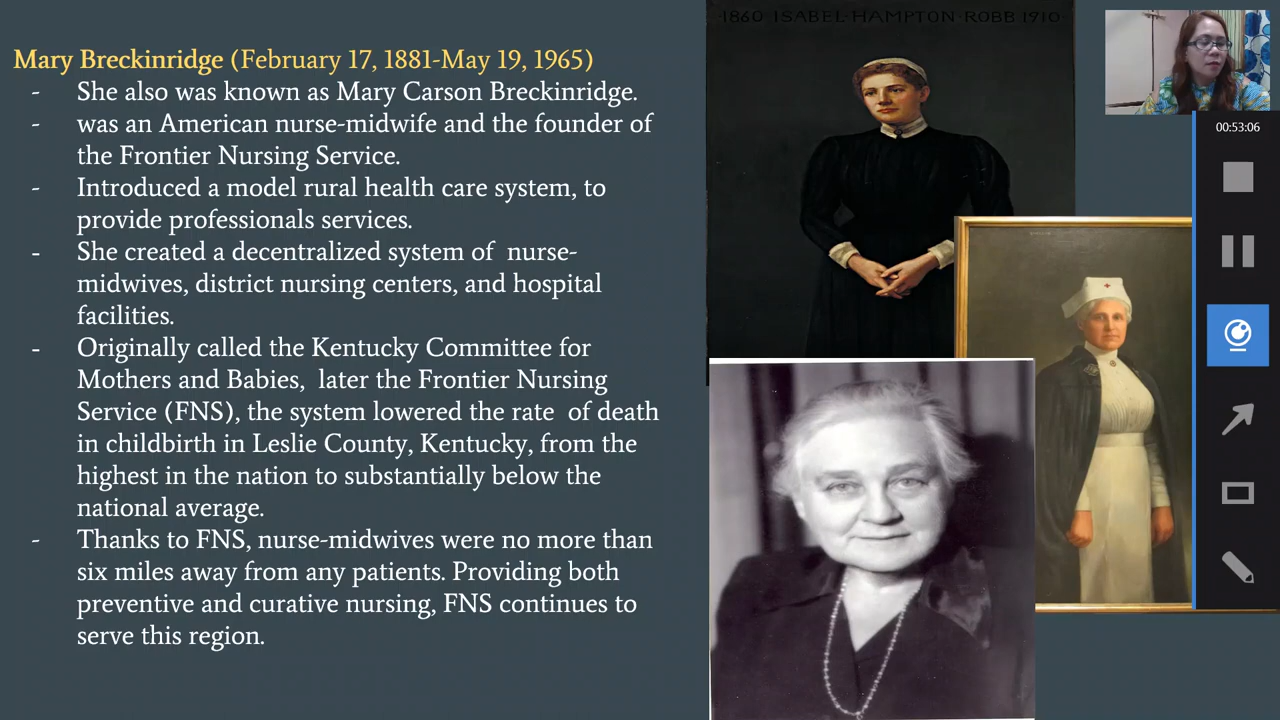 Mary Breckinridge (February 17, 1881-May 19, 1965)
- She also was known as Mary Carson Breckinridge.
- was an American nurse-midwife and the founder of
the Frontier Nursing Service.
- Introduced a model rural health care system, to
provide professionals services.
- She created a decentralized system of nurse-
midwives, district nursing centers, and hospital
facilities.
- Originally called the Kentucky Committee for
Mothers and Babies, later the Frontier Nursing
Service (FNS), the system lowered the rate of death
in childbirth in Leslie County, Kentucky, from the
highest in the nation to substantially below the
national average.
- Thanks to FNS, nurse-midwives were no more than
six miles away from any patients. Providing both
preventive and curative nursing, FNS continues to
serve this region.
1860·ISABEL·HAMPTON·ROBB 1910
00:53:06